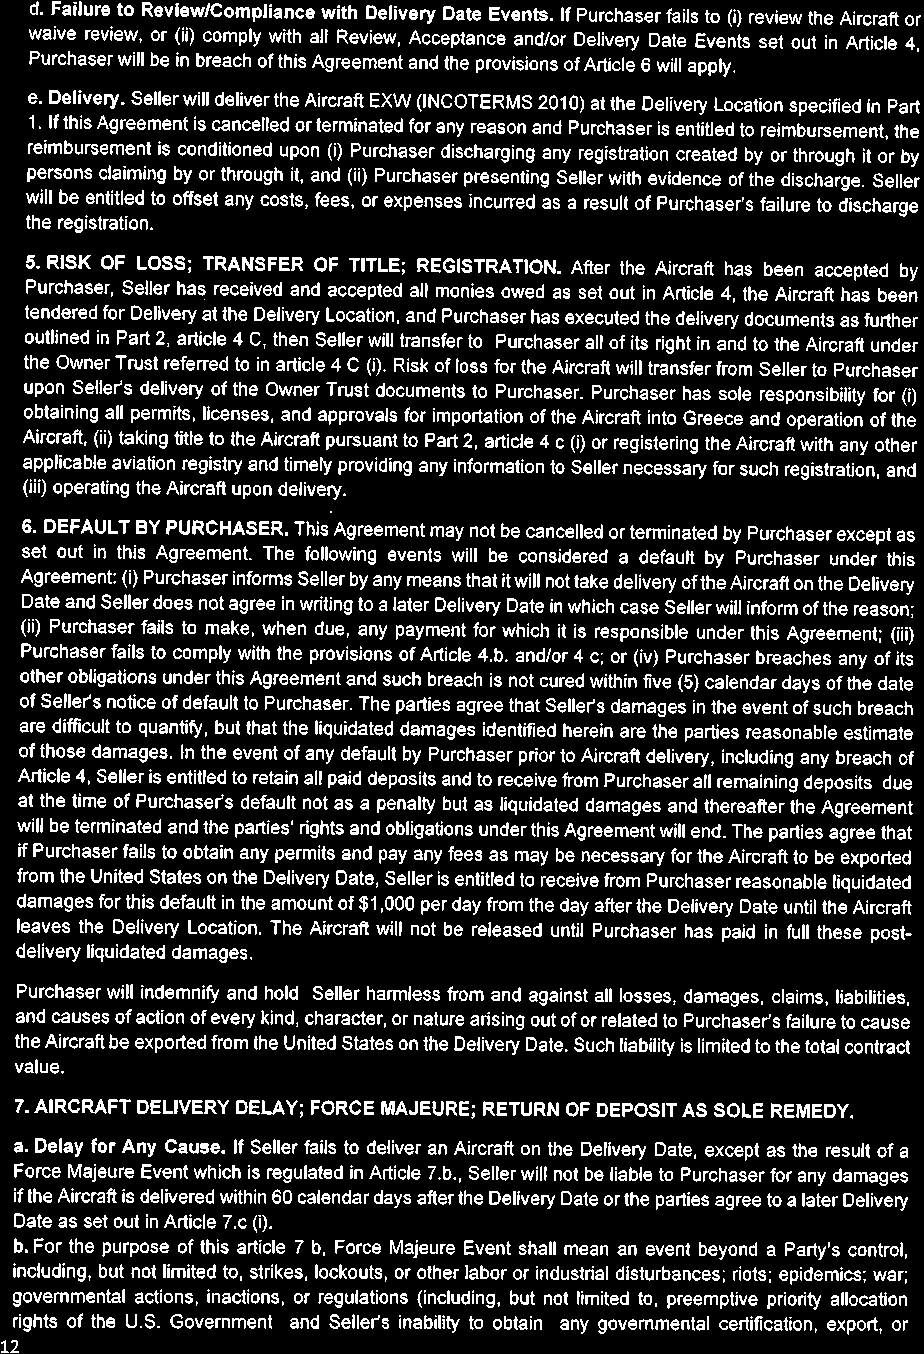 d. Failure to Review/Compliance with Delivery Date Events. If Purchaser fails to (i) review the Aircraft or
waive review, or (ii) comply with all Review, Acceptance and/or Delivery Date Events set out in Article 4,
Purchaser will be in breach of this Agreement and the provisions of Article 6 will apply.
e. Delivery. Seller will deliver the Aircraft EXW (INCOTERMS 2010) at the Delivery Location specified in Part
1. If this Agreement is cancelled or terminated for any reason and Purchaser is entitled to reimbursement, the
reimbursement is conditioned upon (i) Purchaser discharging any registration created by or through it or by
persons claiming by or through it, and (ii) Purchaser presenting Seller with evidence of the discharge. Seller
will be entitled to offset any costs, fees, or expenses incurred as a result of Purchaser's failure to discharge
the registration.
5. RISK OF LOSS; TRANSFER OF TITLE; REGISTRATION. After the Aircraft has been accepted by
Purchaser, Seller has received and accepted all monies owed as set out in Article 4, the Aircraft has been
tendered for Delivery at the Delivery Location, and Purchaser has executed the delivery documents as further
outlined in Part 2, article 4 C, then Seller will transfer to Purchaser all of its right in and to the Aircraft under
the Owner Trust referred to in article 4 C (i). Risk of loss for the Aircraft will transfer from Seller to Purchaser
upon Seller's delivery of the Owner Trust documents to Purchaser. Purchaser has sole responsibility for (i)
obtaining all permits, licenses, and approvals for importation of the Aircraft into Greece and operation of the
Aircraft, (ii) taking title to the Aircraft pursuant to Part 2, article 4 c (i) or registering the Aircraft with any other
applicable aviation registry and timely providing any information to Seller necessary for such registration, and
(iii) operating the Aircraft upon delivery.
6. DEFAULT BY PURCHASER. This Agreement may not be cancelled or terminated by Purchaser except as
set out in this Agreement. The following events will be considered a default by Purchaser under this
Agreement: (i) Purchaser informs Seller by any means that it will not take delivery of the Aircraft on the Delivery
Date and Seller does not agree in writing to a later Delivery Date in which case Seller will inform of the reason;
(ii) Purchaser fails to make, when due, any payment for which it is responsible under this Agreement; (iii)
Purchaser fails to comply with the provisions of Article 4.b. and/or 4 c; or (iv) Purchaser breaches any of its
other obligations under this Agreement and such breach is not cured within five (5) calendar days of the date
of Seller's notice of default to Purchaser. The parties agree that Seller's damages in the event of such breach
are difficult to quantify, but that the liquidated damages identified herein are the parties reasonable estimate
of those damages. In the event of any default by Purchaser prior to Aircraft delivery, including any breach of
Article 4, Seller is entitled to retain all paid deposits and to receive from Purchaser all remaining deposits due
at the time of Purchaser's default not as a penalty but as liquidated damages and thereafter the Agreement
will be terminated and the parties' rights and obligations under this Agreement will end. The parties agree that
if Purchaser fails to obtain any permits and pay any fees as may be necessary for the Aircraft to be exported
from the United States on the Delivery Date, Seller is entitled to receive from Purchaser reasonable liquidated
damages for this default in the amount of $1,000 per day from the day after the Delivery Date until the Aircraft
leaves the Delivery Location. The Aircraft will not be released until Purchaser has paid in full these post-
delivery liquidated damages.
Purchaser will indemnify and hold Seller harmless from and against all losses, damages, claims, liabilities,
and causes of action of every kind, character, or nature arising out of or related to Purchaser's failure to cause
the Aircraft be exported from the United States on the Delivery Date. Such liability is limited to the total contract
value.
7. AIRCRAFT DELIVERY DELAY; FORCE MAJEURE; RETURN OF DEPOSIT AS SOLE REMEDY.
a. Delay for Any Cause. If Seller fails to deliver an Aircraft on the Delivery Date, except as the result of a
Force Majeure Event which is regulated in Article 7.b., Seller will not be liable to Purchaser for any damages
if the Aircraft is delivered within 60 calendar days after the Delivery Date or the parties agree to a later Delivery
Date as set out in Article 7.c (i).
b. For the purpose of this article 7 b, Force Majeure Event shall mean an event beyond a Party's control,
including, but not limited to, strikes, lockouts, or other labor or industrial disturbances; riots; epidemics; war;
governmental actions, inactions, or regulations (including, but not limited to, preemptive priority allocation
rights of the U.S. Government and Seller's inability to obtain any governmental certification, export, or
12